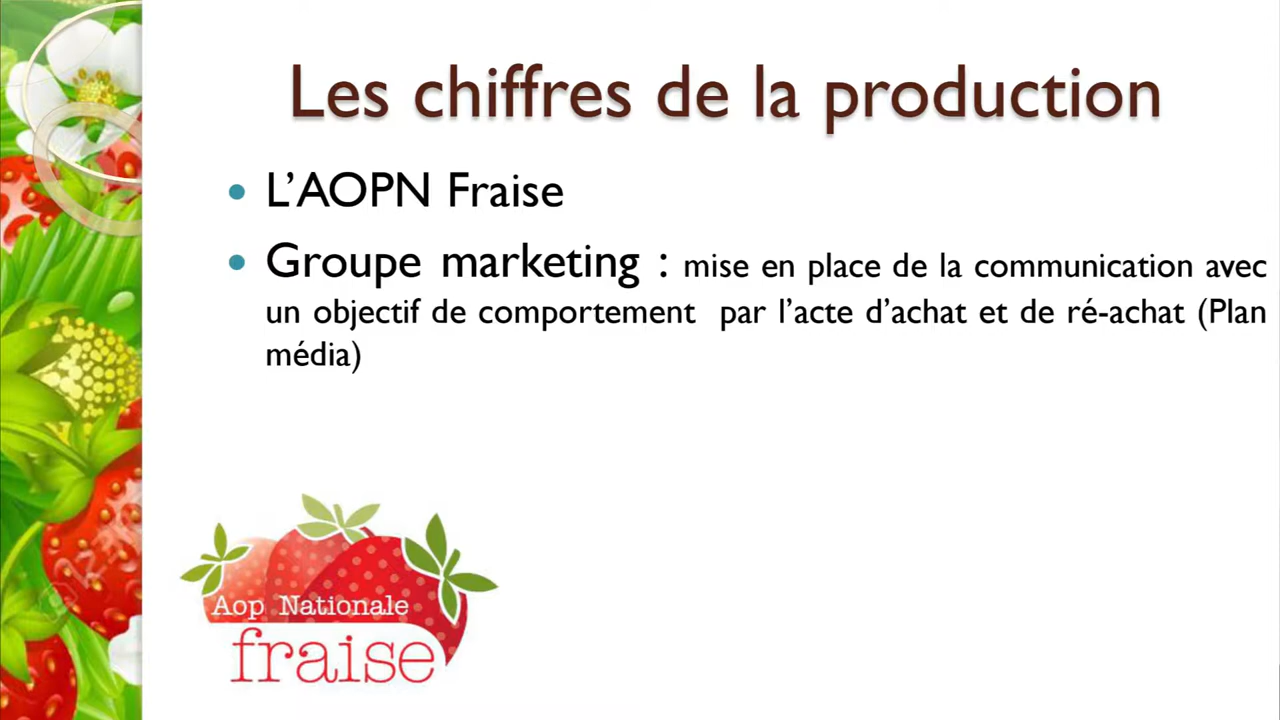 Les chiffres de la production
• L’AOPN Fraise
• Groupe marketing : mise en place de la communication avec
un objectif de comportement par l’acte d’achat et de ré-achat (Plan
média)
Aop Nationale
fraise